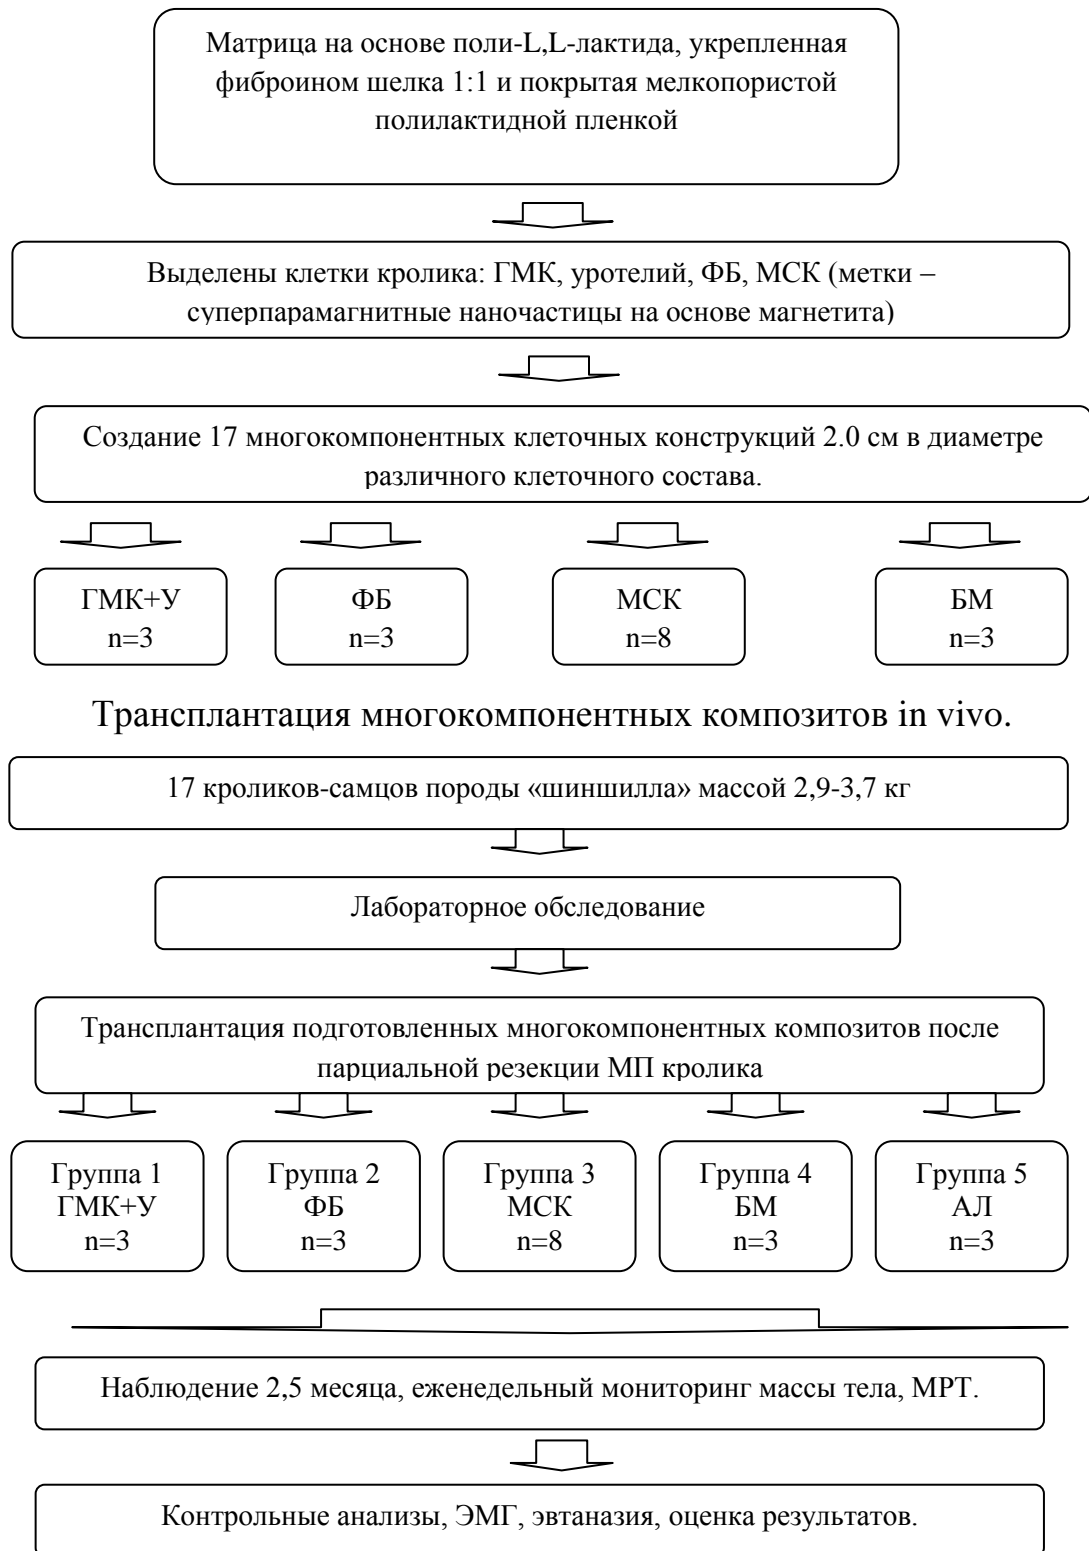 Матрица на основе поли-L,L-лактида, укрепленная
фиброином шелка 1:1 и покрытая мелкопористой
полилактидной пленкой
Выделены клетки кролика: ГМК, уротелий, ФБ, МСК (метки –
суперпарамагнитные наночастицы на основе магнетита)
Создание 17 многокомпонентных клеточных конструкций 2.0 см в диаметре
различного клеточного состава.
ГМК+У
n=3
ФБ
n=3
МСК
n=8
БМ
n=3
Трансплантация многокомпонентных композитов in vivo.
17 кроликов-самцов породы «шиншилла» массой 2,9-3,7 кг
Лабораторное обследование
Трансплантация подготовленных многокомпонентных композитов после
парциальной резекции МП кролика
Группа 1
ГМК+У
n=3
Группа 2
ФБ
n=3
Группа 3
МСК
n=8
Группа 4
БМ
n=3
Группа 5
АЛ
n=3
Наблюдение 2,5 месяца, еженедельный мониторинг массы тела, МРТ.
Контрольные анализы, ЭМГ, эвтаназия, оценка результатов.